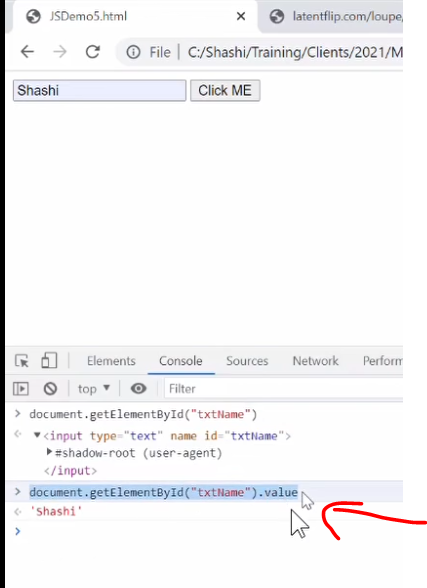 JSDemo5.html
latentflip.com/loupe
File | C:/Shashi/Training/Clients/2021/M
Shashi Click ME
Elements Console Sources Network Perform
top Filter
document.getElementById("txtName")
<input type="text" name id="txtName">
#shadow-root (user-agent)
</input>
document.getElementById("txtName").value
'Shashi'